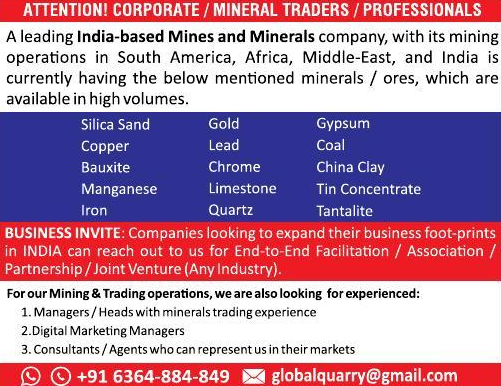 ATTENTION! CORPORATE / MINERAL TRADERS / PROFESSIONALS
A leading India-based Mines and Minerals company, with its mining
operations in South America, Africa, Middle-East, and India is
currently having the below mentioned minerals / ores, which are
available in high volumes.
Silica Sand Gold Gypsum
Copper Lead Coal
Bauxite Chrome China Clay
Manganese Limestone Tin Concentrate
Iron Quartz Tantalite
BUSINESS INVITE: Companies looking to expand their business foot-prints
in INDIA can reach out to us for End-to-End Facilitation / Association /
Partnership / Joint Venture (Any Industry).
For our Mining & Trading operations, we are also looking for experienced:
1. Managers / Heads with minerals trading experience
2.Digital Marketing Managers
3. Consultants / Agents who can represent us in their markets
+91 6364-884-849 globalquarry@gmail.com